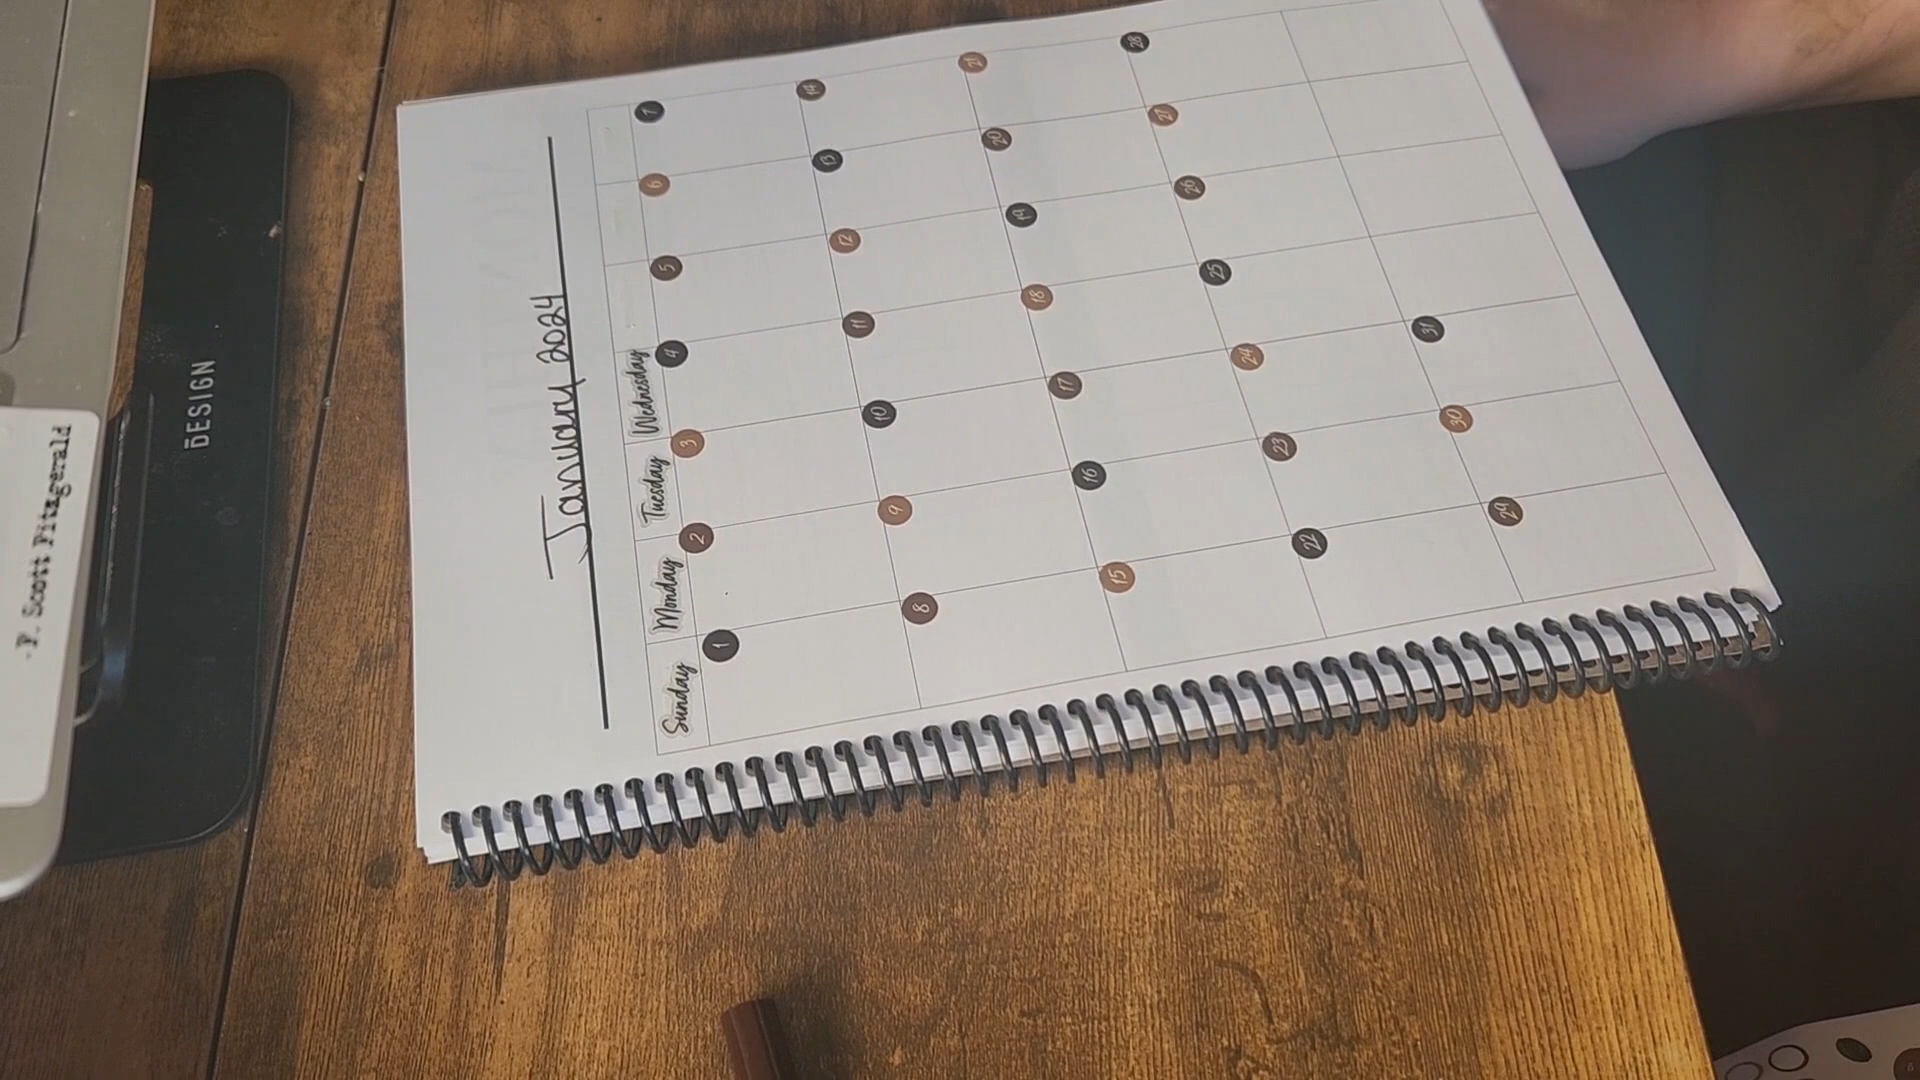 January 2024
Sunday Monday Tuesday Wednesday
1 2 3 4 5 6 7
8 9 10 11 12 13 14
15 16 17 18 19 20 21
22 23 24 25 26 27 28
29 30 31
DESIGN
-F. Scott Fitzgerald